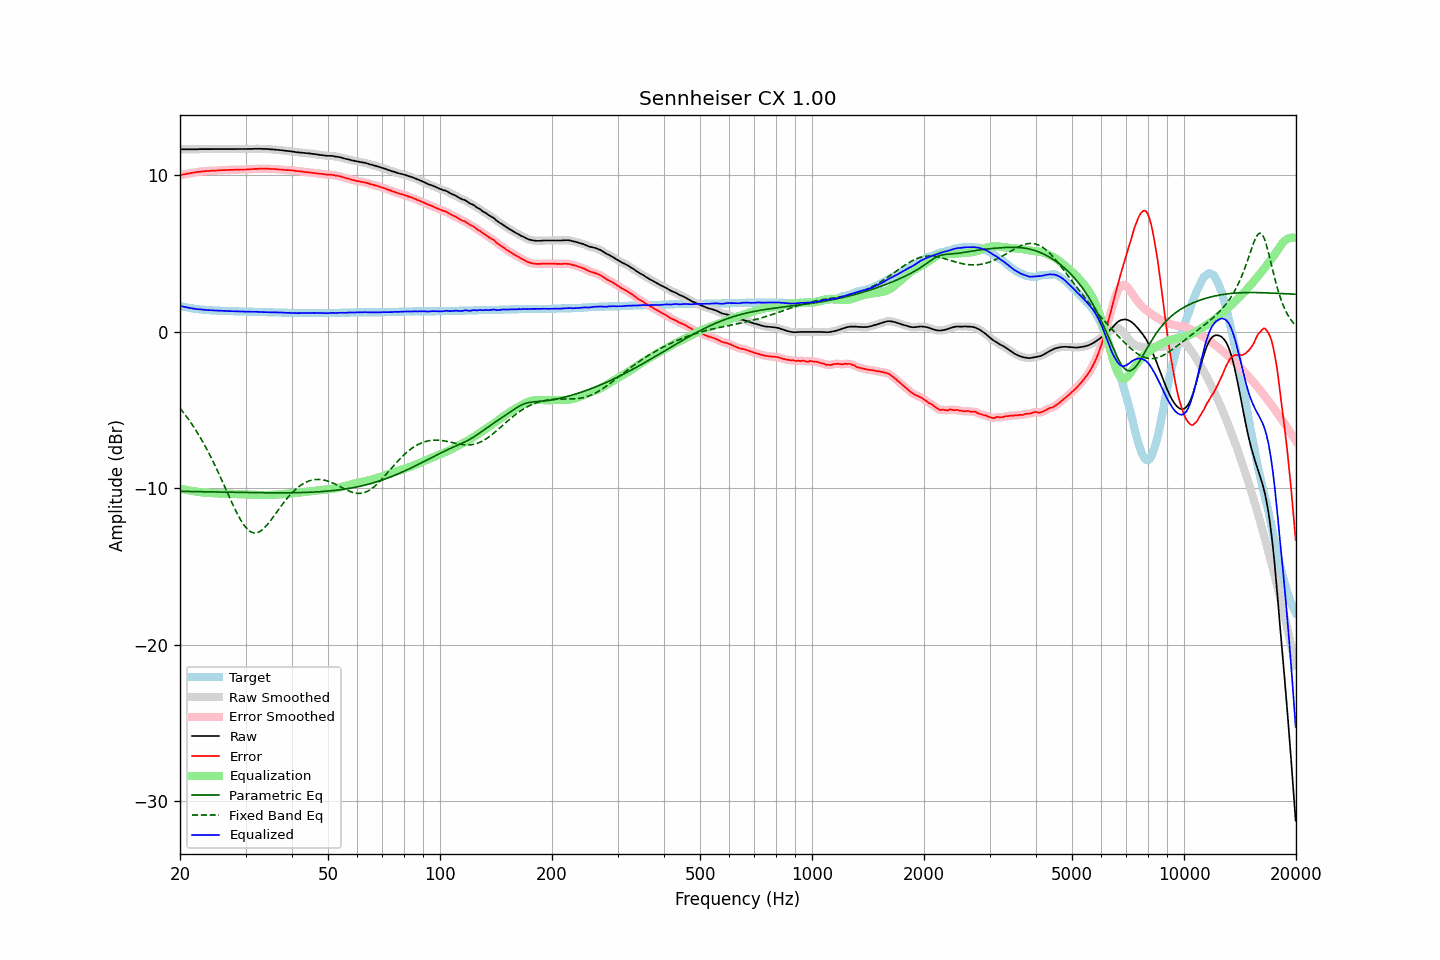 Sennheiser CX 1.00
Amplitude (dBr)
10
0
−10
−20
−30
Target
Raw Smoothed
Error Smoothed
Raw
Error
Equalization
Parametric Eq
Fixed Band Eq
Equalized
20 50 100 200 500 1000 2000 5000 10000 20000
Frequency (Hz)